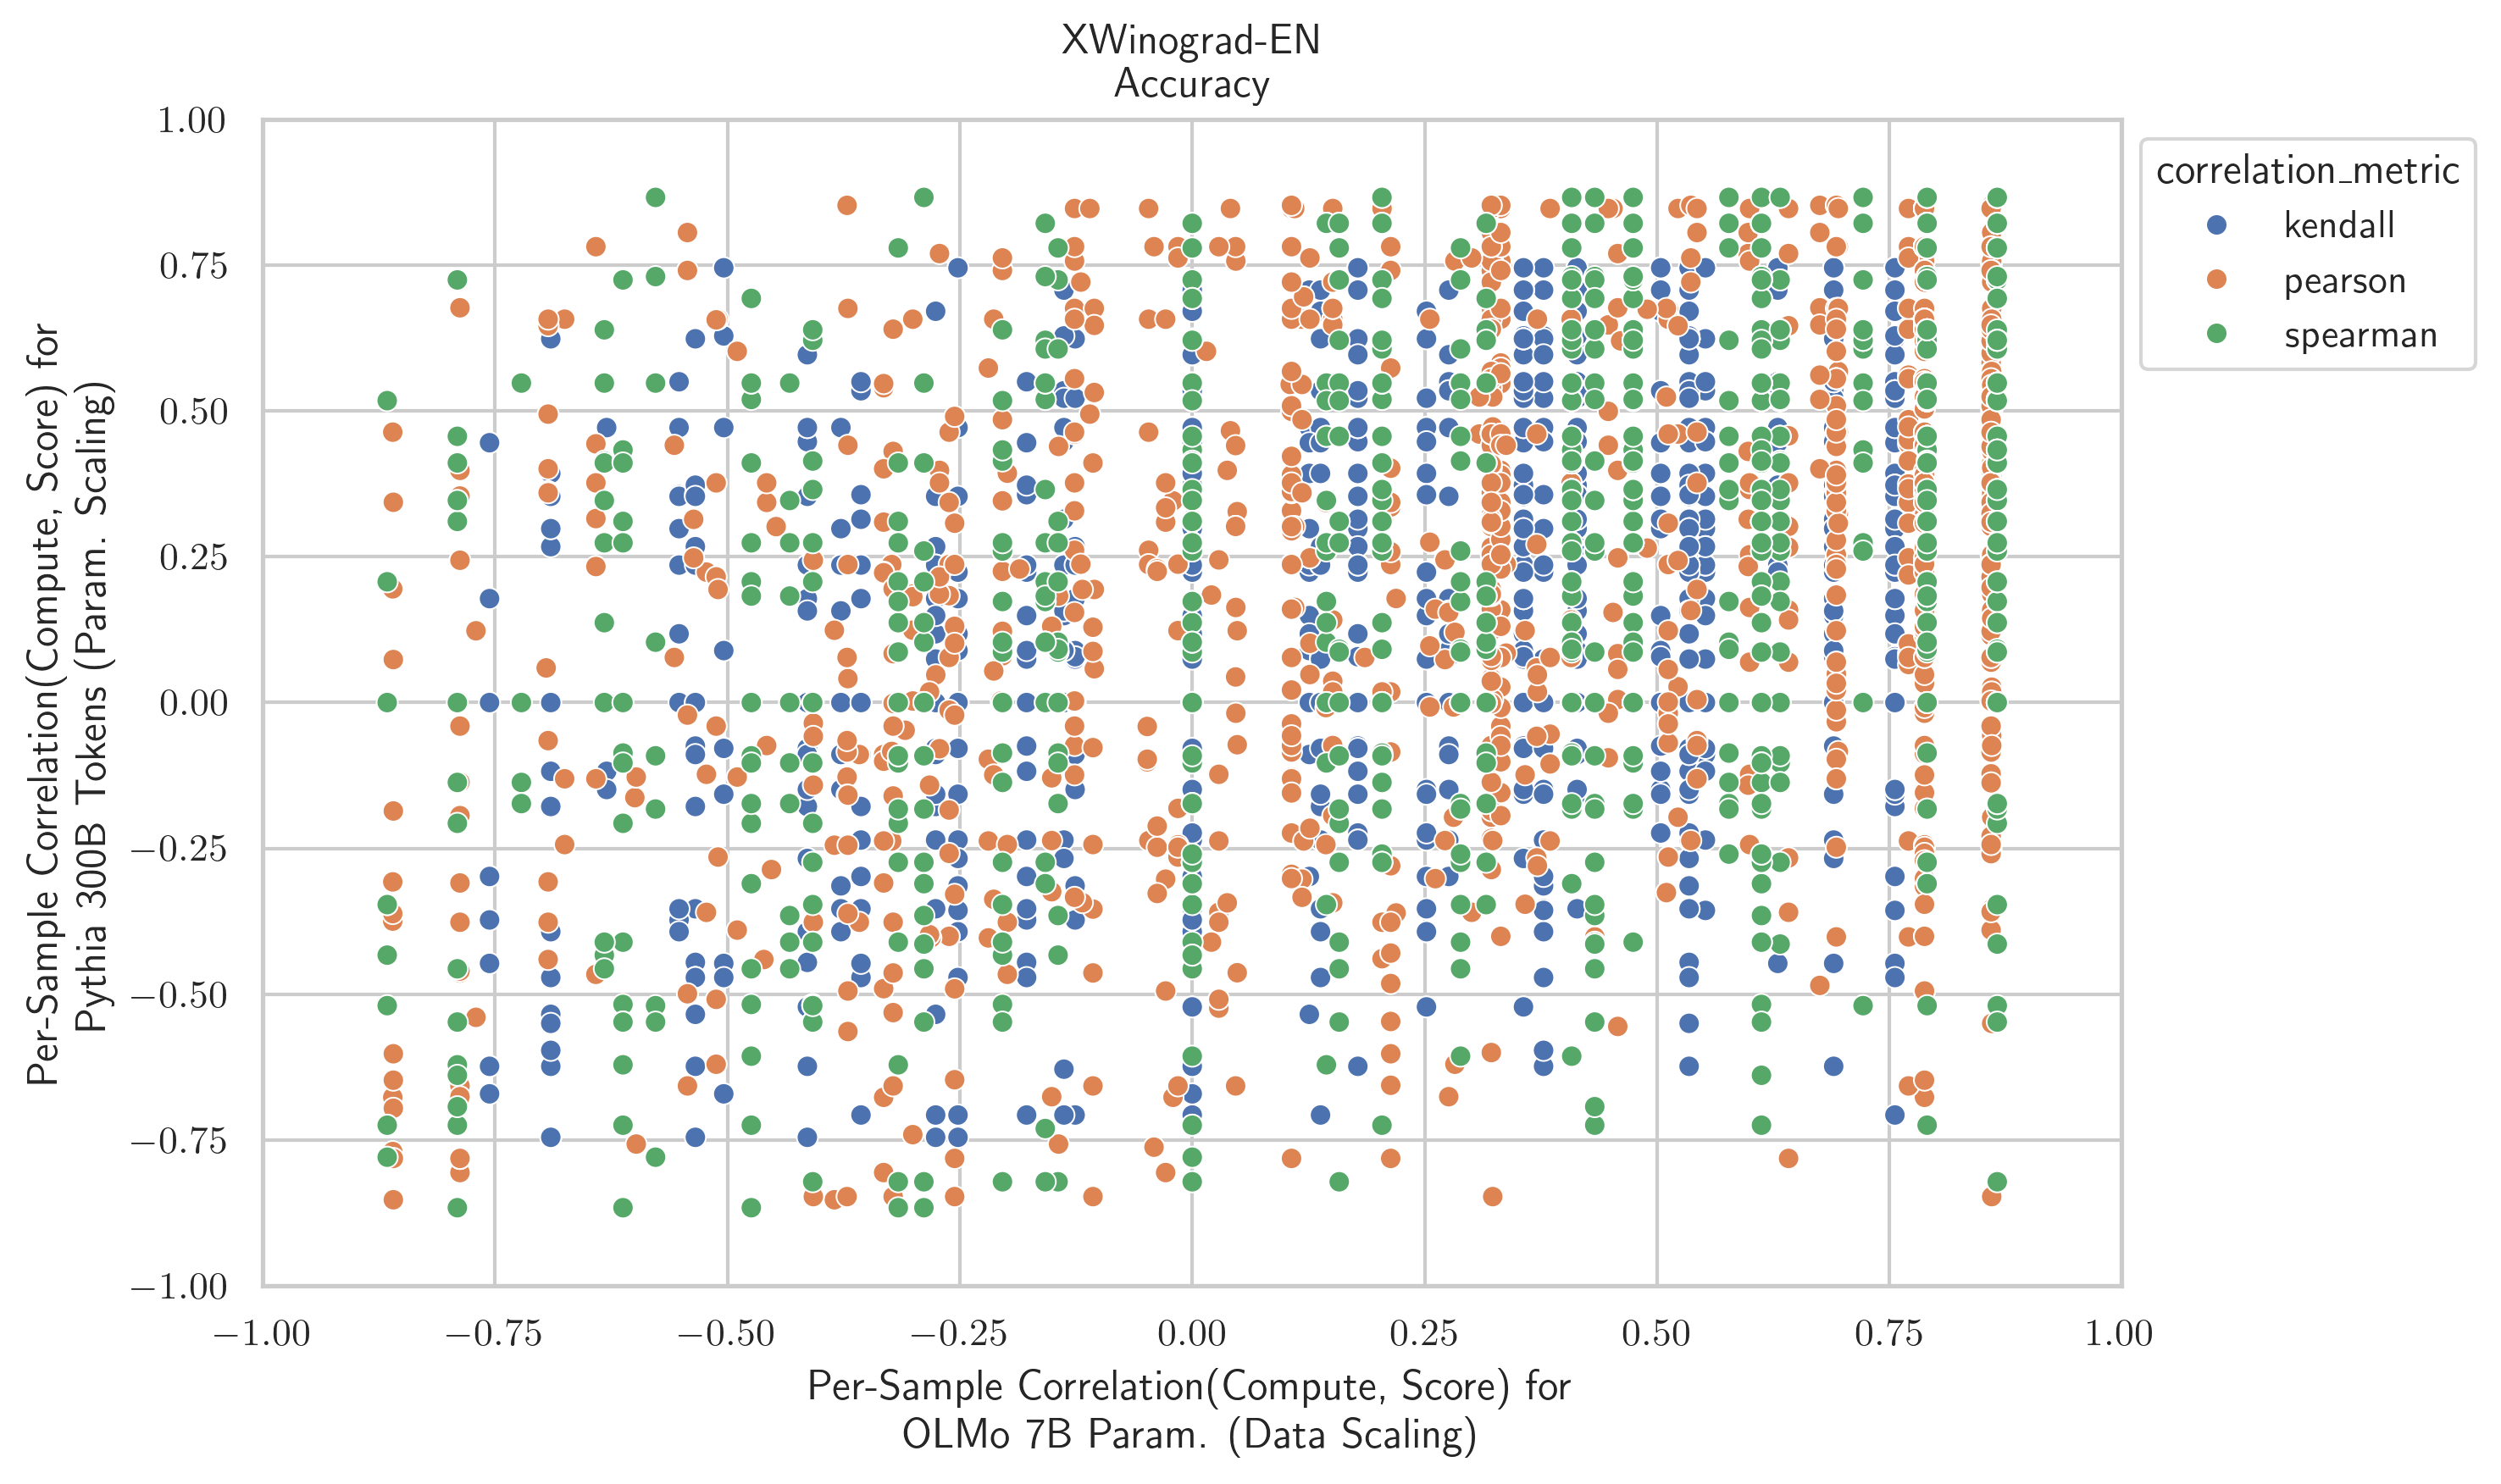 XWinograd-EN
Accuracy
1.00
0.75
0.50
0.25
0.00
−0.25
−0.50
−0.75
−1.00
Per-Sample Correlation(Compute, Score) for
Pythia 300B Tokens (Param. Scaling)
−1.00 −0.75 −0.50 −0.25 0.00 0.25 0.50 0.75 1.00
Per-Sample Correlation(Compute, Score) for
OLMo 7B Param. (Data Scaling)
correlation_metric
kendall
pearson
spearman